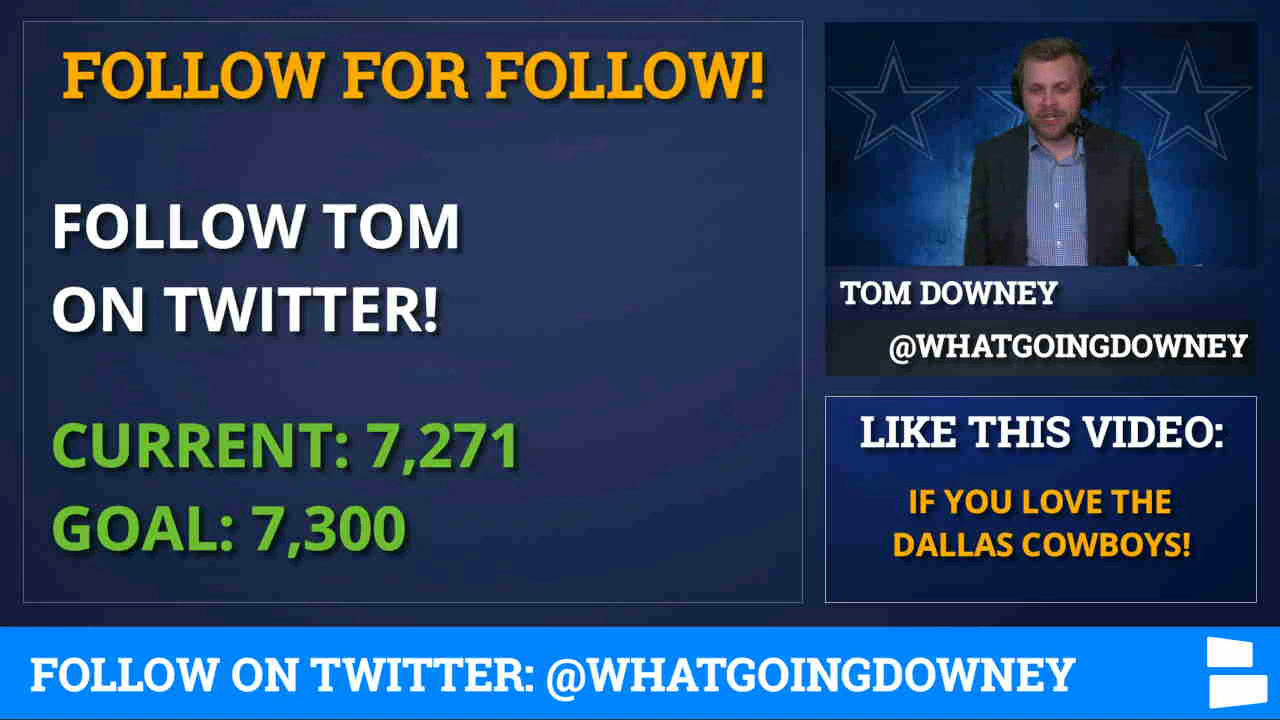 FOLLOW FOR FOLLOW!
FOLLOW TOM
ON TWITTER!
CURRENT: 7,271
GOAL: 7,300
TOM DOWNEY
@WHATGOINGDOWNEY
LIKE THIS VIDEO:
IF YOU LOVE THE
DALLAS COWBOYS!
FOLLOW ON TWITTER: @WHATGOINGDOWNEY